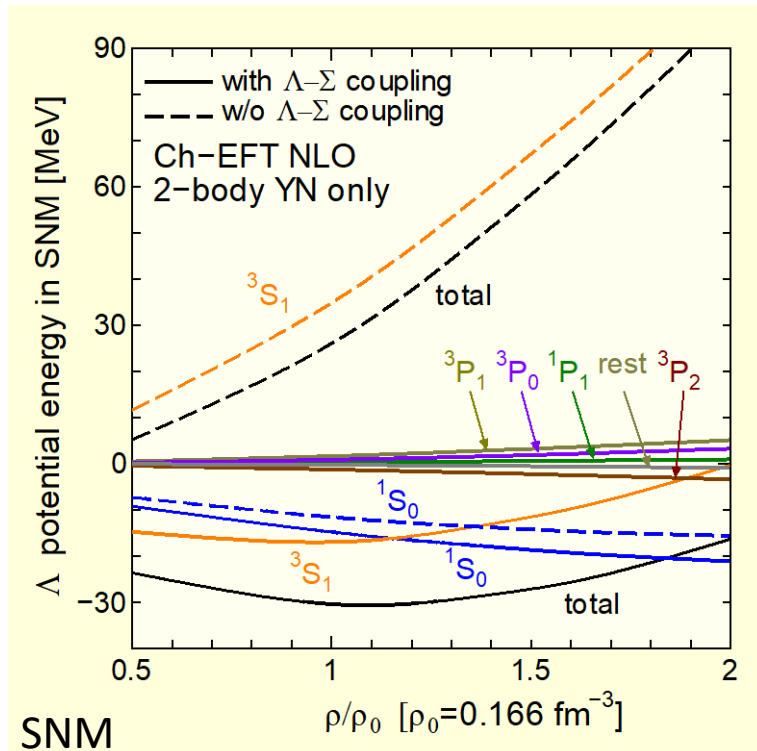 90
60
30
0
−30
Λ potential energy in SNM [MeV]
with Λ−Σ coupling
w/o Λ−Σ coupling
Ch−EFT NLO
2−body YN only
³S₁
total
³P₁
³P₀
¹P₁
rest
³P₂
¹S₀
³S₁
¹S₀
total
0.5
1
1.5
2
ρ/ρ₀ [ρ₀=0.166 fm⁻³]
SNM